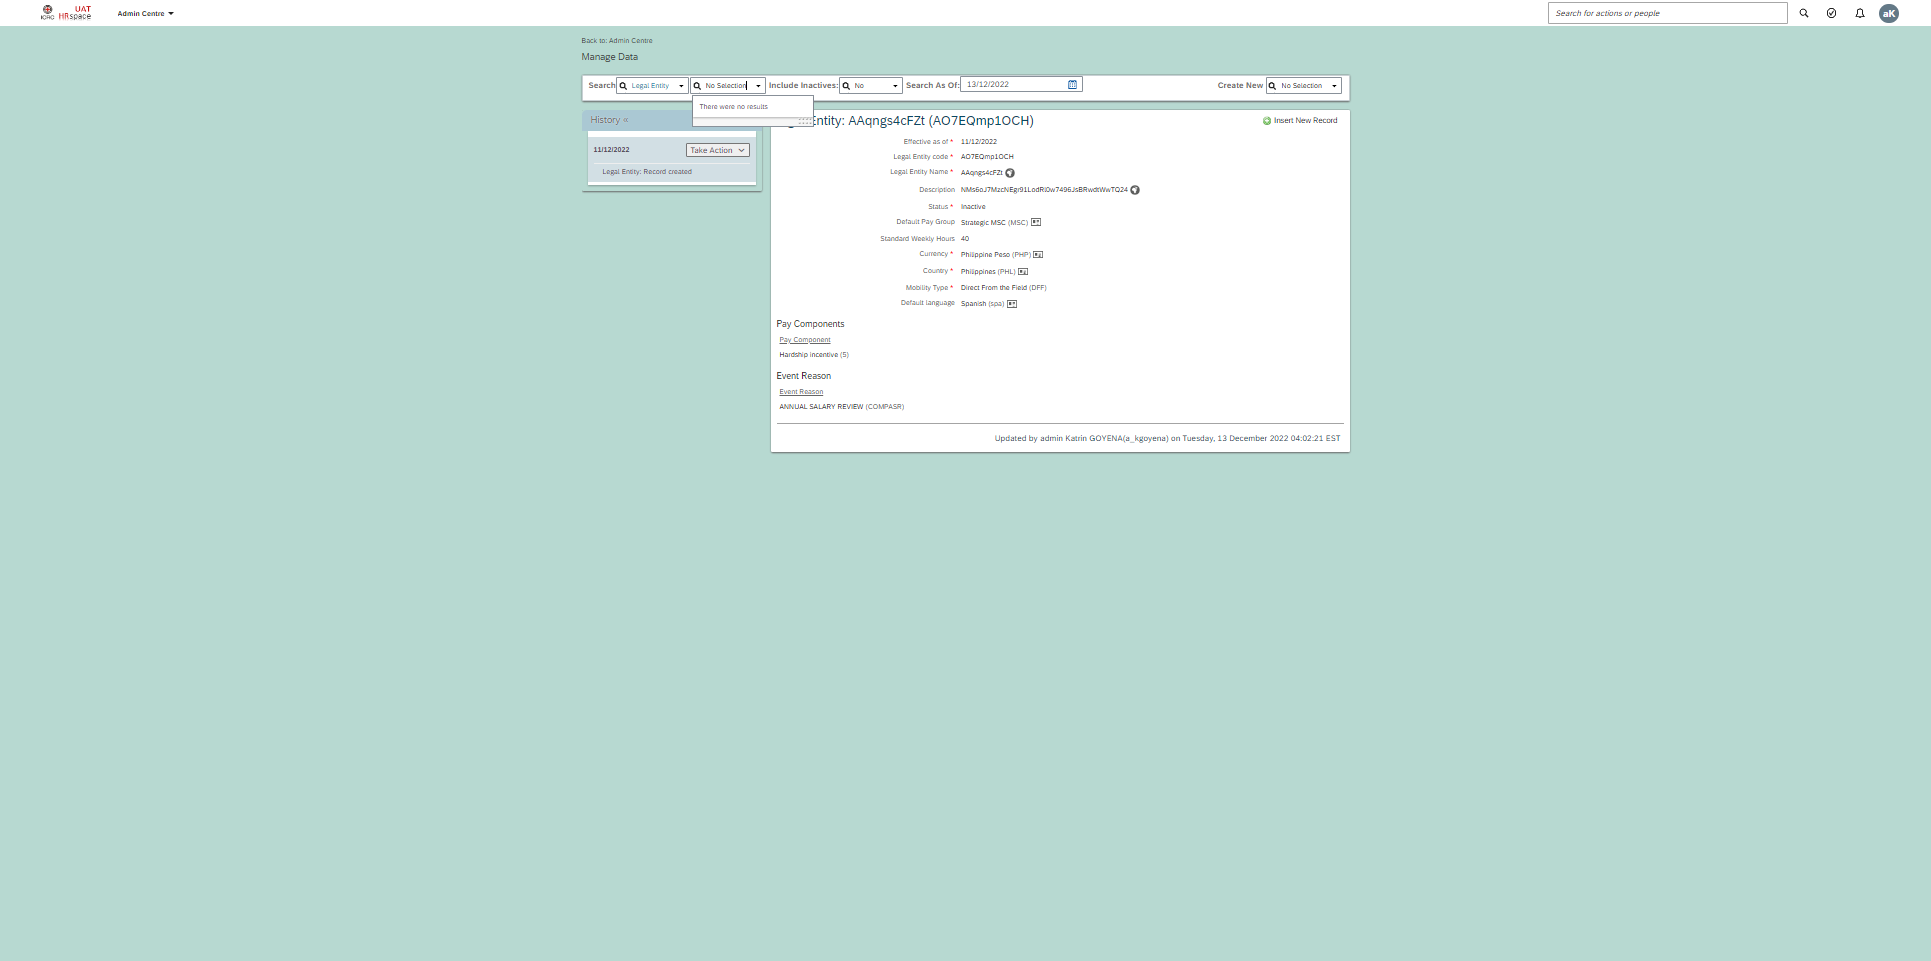 ICRC
UAT
HRspace
Admin Centre
Search for actions or people
aK
Back to: Admin Centre
Manage Data
Search
Legal Entity
No Selection
Include Inactives:
No
Search As Of:
13/12/2022
Create New
No Selection
There were no results
History «
11/12/2022
Take Action
Legal Entity: Record created
Entity: AAqngs4cFZt (AO7EQmp1OCH)
Insert New Record
Effective as of * 11/12/2022
Legal Entity code * AO7EQmp1OCH
Legal Entity Name * AAqngs4cFZt
Description NMs6oJ7MzcNEgr91LodRl0w7496JsBRwdtWwTQ24
Status * Inactive
Default Pay Group Strategic MSC (MSC)
Standard Weekly Hours 40
Currency * Philippine Peso (PHP)
Country * Philippines (PHL)
Mobility Type * Direct From the Field (DFF)
Default language Spanish (spa)
Pay Components
Pay Component
Hardship incentive (5)
Event Reason
Event Reason
ANNUAL SALARY REVIEW (COMPASR)
Updated by admin Katrin GOYENA(a_kgoyena) on Tuesday, 13 December 2022 04:02:21 EST